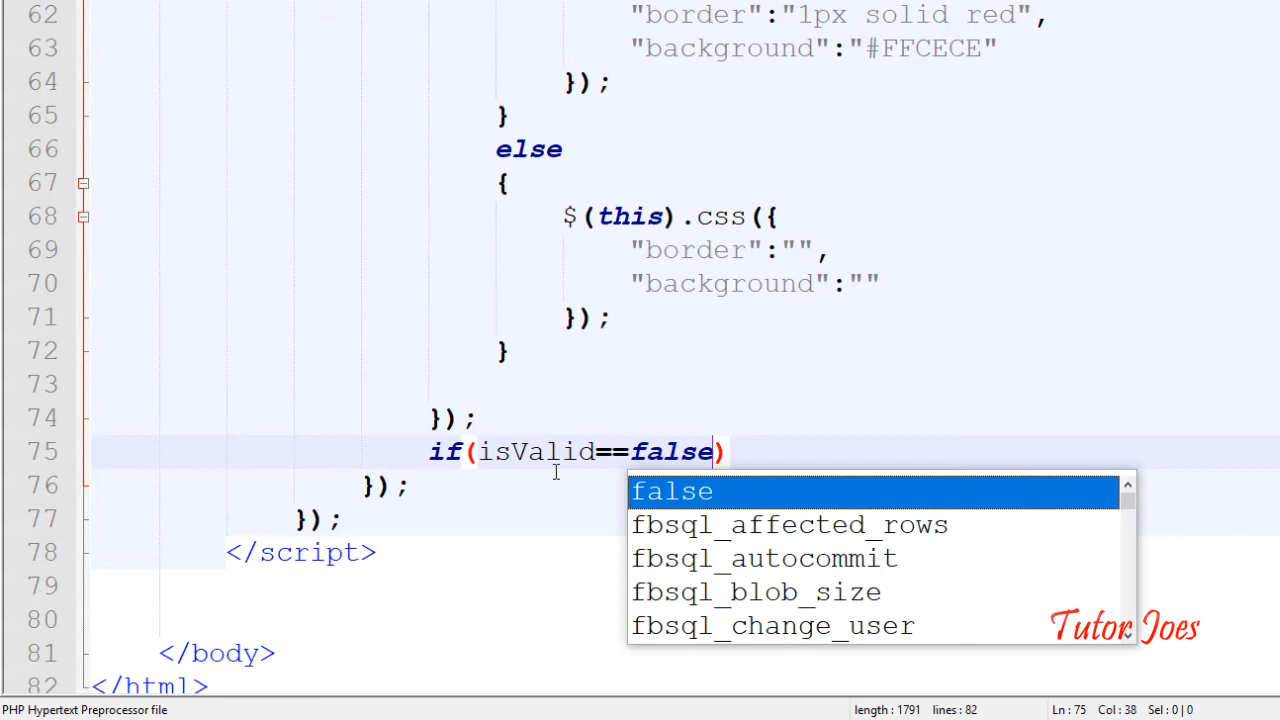 62 "border":"1px solid red",
63 "background":"#FFCECE"
64 });
65 }
66 else
67 {
68 $(this).css({
69 "border":"",
70 "background":""
71 });
72 }
73
74 });
75 if(isValid==false)
76 });
77 });
78 </script>
79
80
81 </body>
82 </html>
false
fbsql_affected_rows
fbsql_autocommit
fbsql_blob_size
fbsql_change_user
Tutor Joes
PHP Hypertext Preprocessor file length : 1791 lines : 82 Ln : 75 Col : 38 Sel : 0 | 0